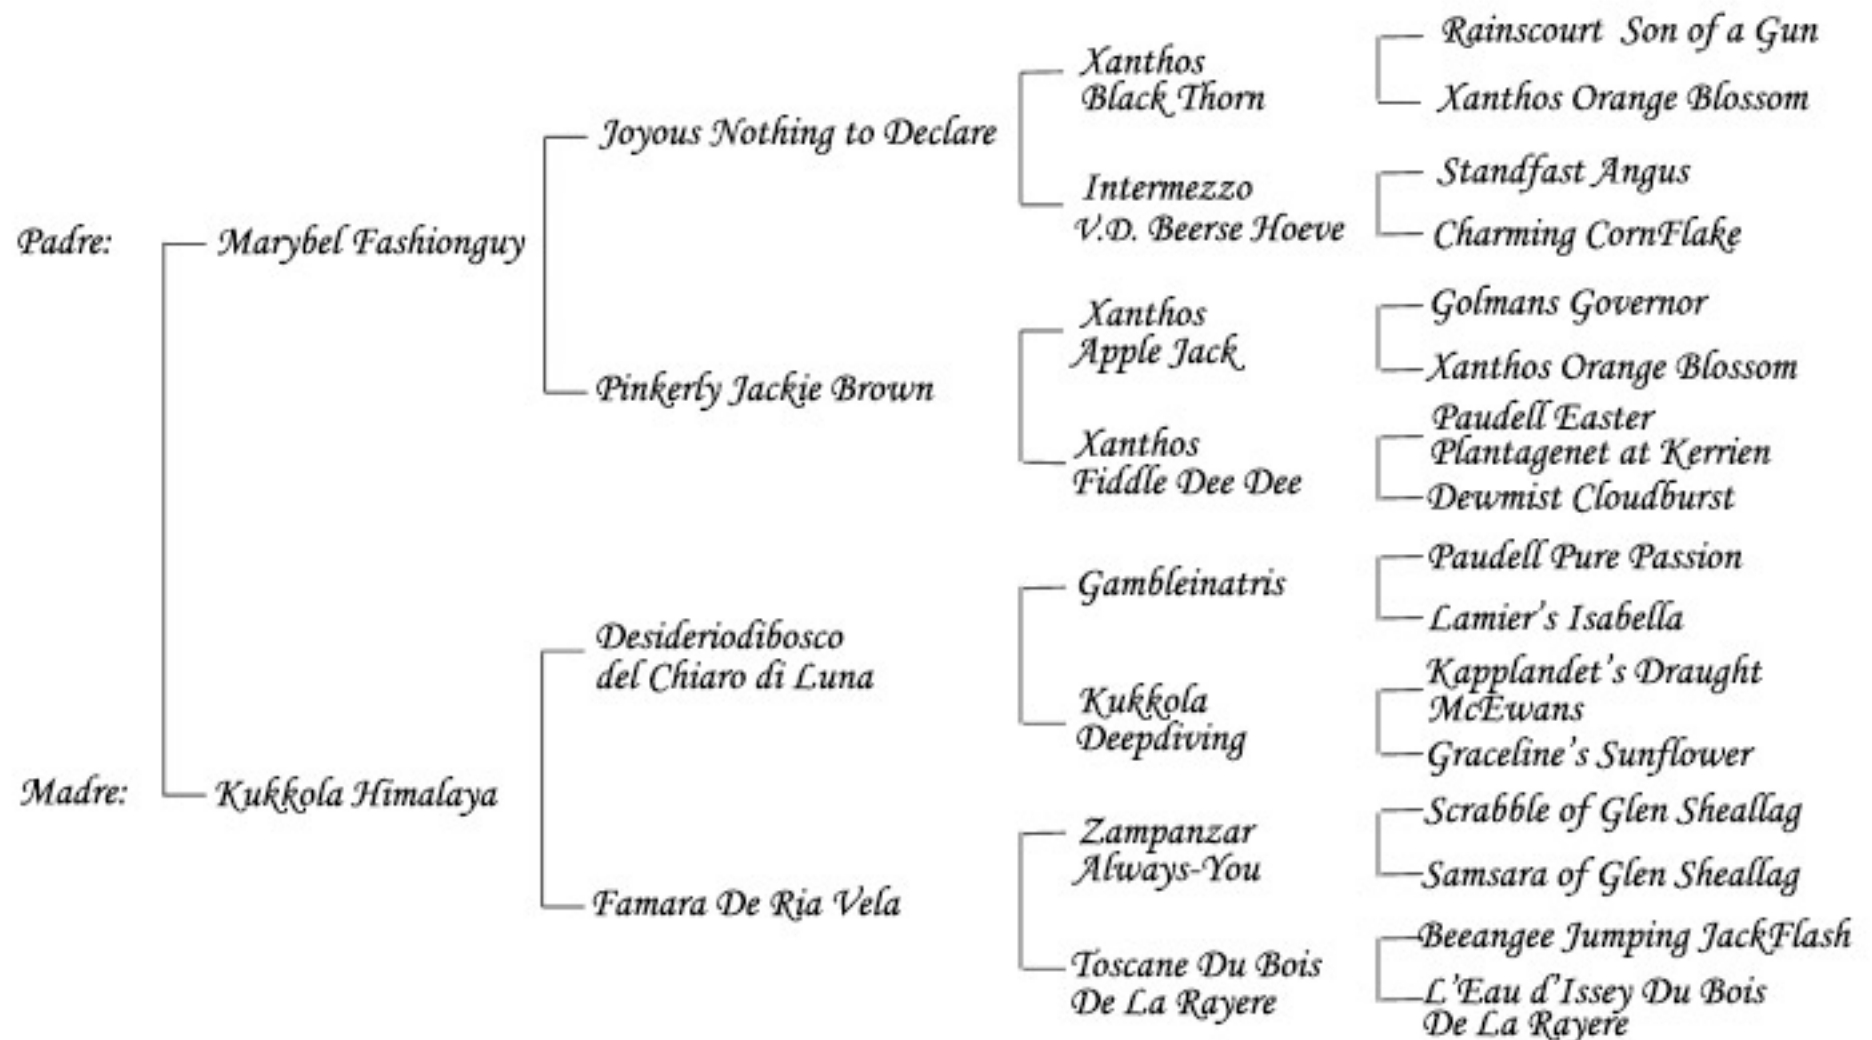 Padre:
Marybel Fashionguy
Joyous Nothing to Declare
Xanthos
Black Thorn
Rainscourt Son of a Gun
Xanthos Orange Blossom
Intermezzo
V.D. Beerse Hoeve
Standfast Angus
Charming CornFlake
Pinkerly Jackie Brown
Xanthos
Apple Jack
Golmans Governor
Xanthos Orange Blossom
Xanthos
Fiddle Dee Dee
Paudell Easter
Plantagenet at Kerrien
Dewmist Cloudburst
Madre:
Kukkola Himalaya
Desideriodibosco
del Chiaro di Luna
Gambleinatris
Paudell Pure Passion
Lamier's Isabella
Kukkola
Deepdiving
Kapplandet's Draught
McEwans
Graceline's Sunflower
Famara De Ria Vela
Zampanzar
Always-You
Scrabble of Glen Sheallag
Samsara of Glen Sheallag
Toscane Du Bois
De La Rayere
Beeangee Jumping JackFlash
L'Eau d'Issey Du Bois
De La Rayere